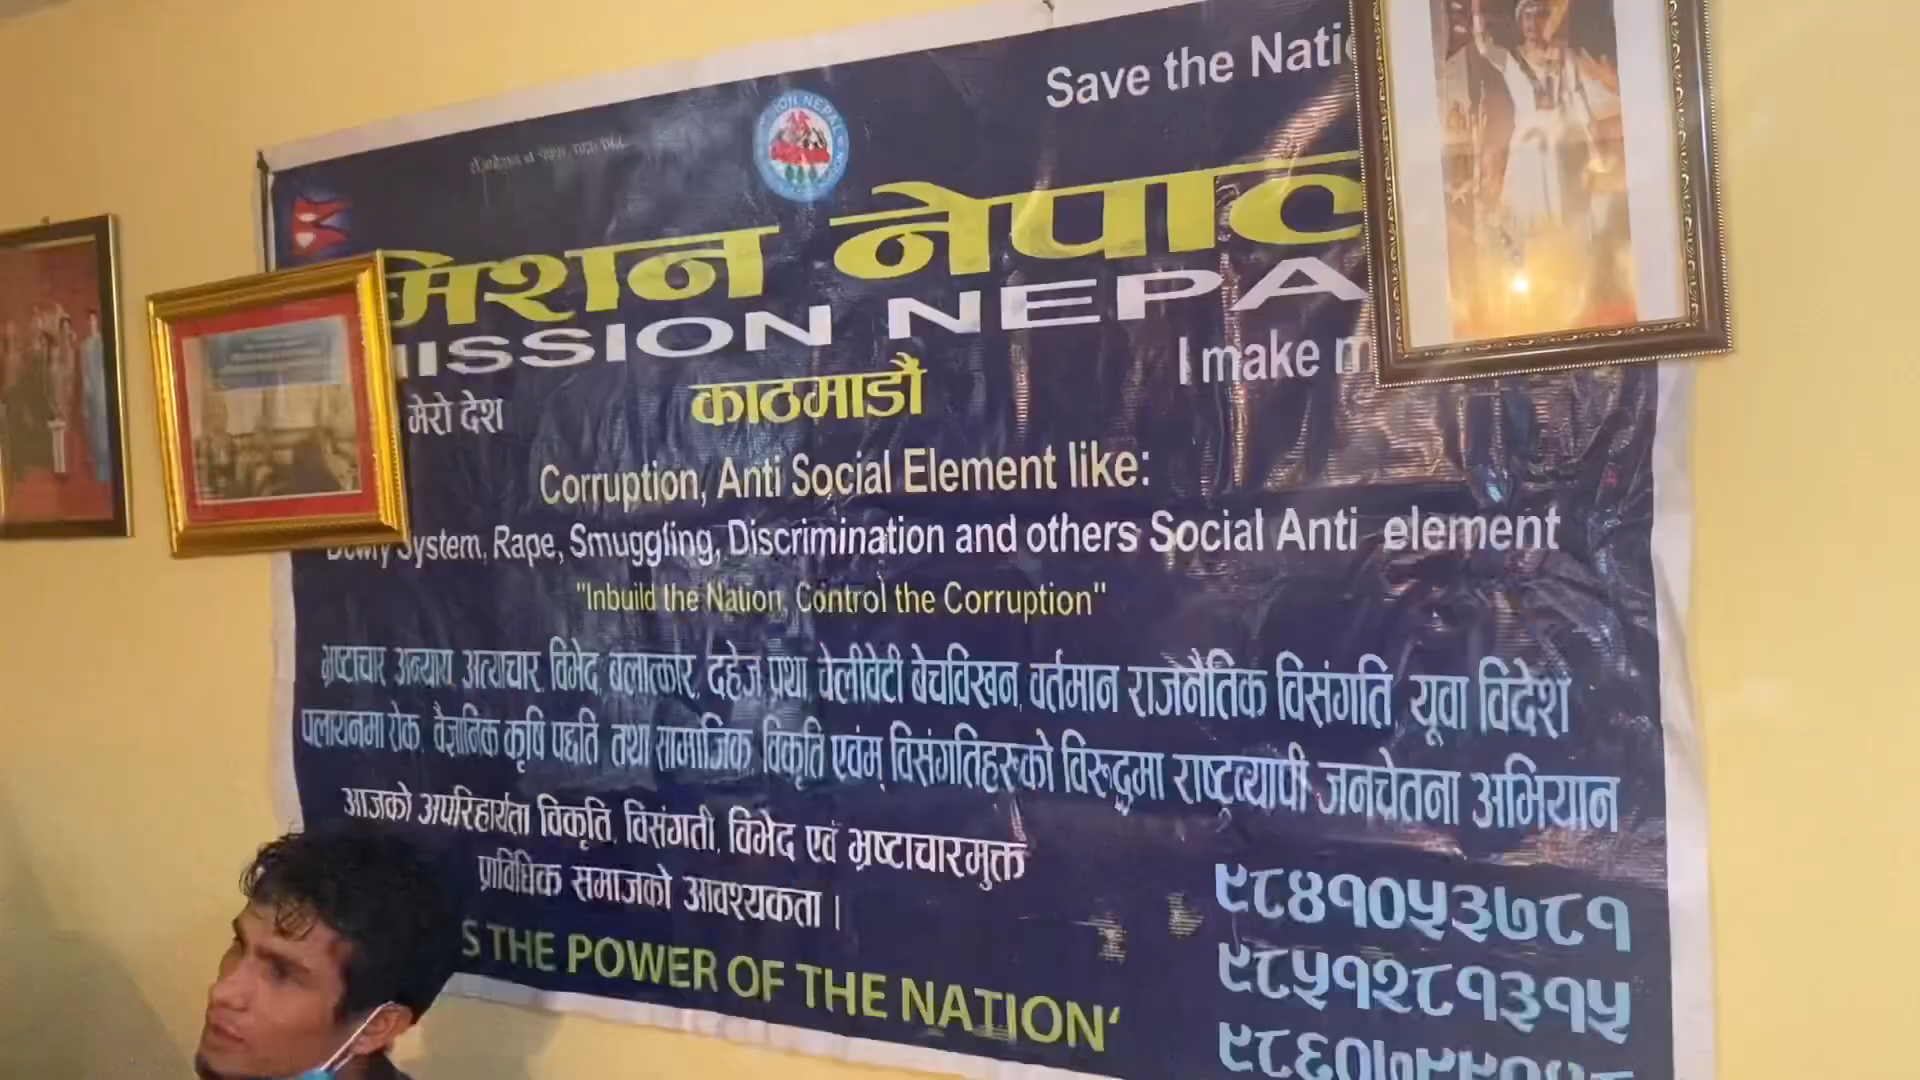 Save the Nati
मिशन नेपाल
MISSION NEPA
मेरो देश
काठमाडौं
I make m
Corruption, Anti Social Element like:
Dowry System, Rape, Smuggling, Discrimination and others Social Anti element
"Inbuild the Nation, Control the Corruption"
भ्रष्टाचार, अन्याय, अत्याचार, विभेद, बलात्कार, दहेज प्रथा, चेलीवेटी बेचविखन, वर्तमान राजनैतिक विसंगति, यूवा विदेश
पलायनमा रोक, वैज्ञानिक कृषि पद्दति, तथा सामाजिक, विकृति एवंम् विसंगतिहरुको विरूद्धमा राष्ट्रव्यापी जनचेतना अभियान
आजको अपरिहार्यता विकृति, विसंगती, विभेद एवं भ्रष्टाचारमुक्त
प्राविधिक समाजको आवश्यकता ।
S THE POWER OF THE NATION‘
९८४१०५३७८१
९८५१२८१३१५